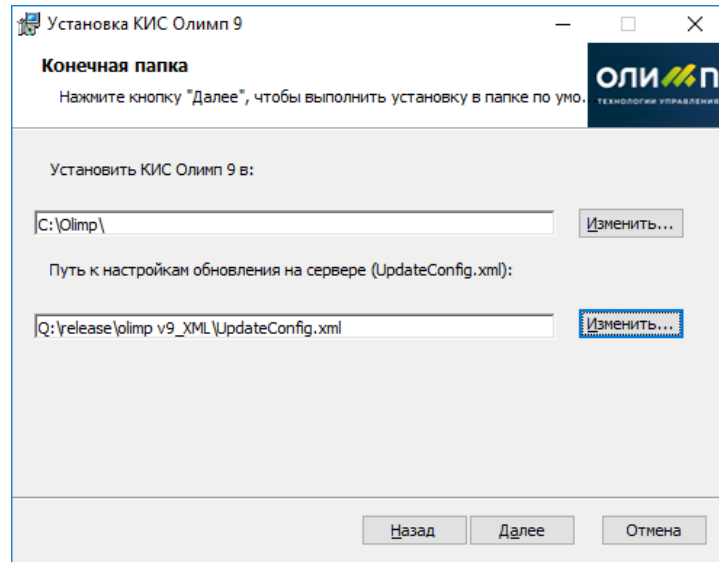 Установка КИС Олимп 9
Конечная папка
Нажмите кнопку "Далее", чтобы выполнить установку в папке по умо...
ОЛИМП
ТЕХНОЛОГИИ УПРАВЛЕНИЯ
Установить КИС Олимп 9 в:
C:\Olimp\
Изменить...
Путь к настройкам обновления на сервере (UpdateConfig.xml):
Q:\release\olimp v9_XML\UpdateConfig.xml
Изменить...
Назад
Далее
Отмена